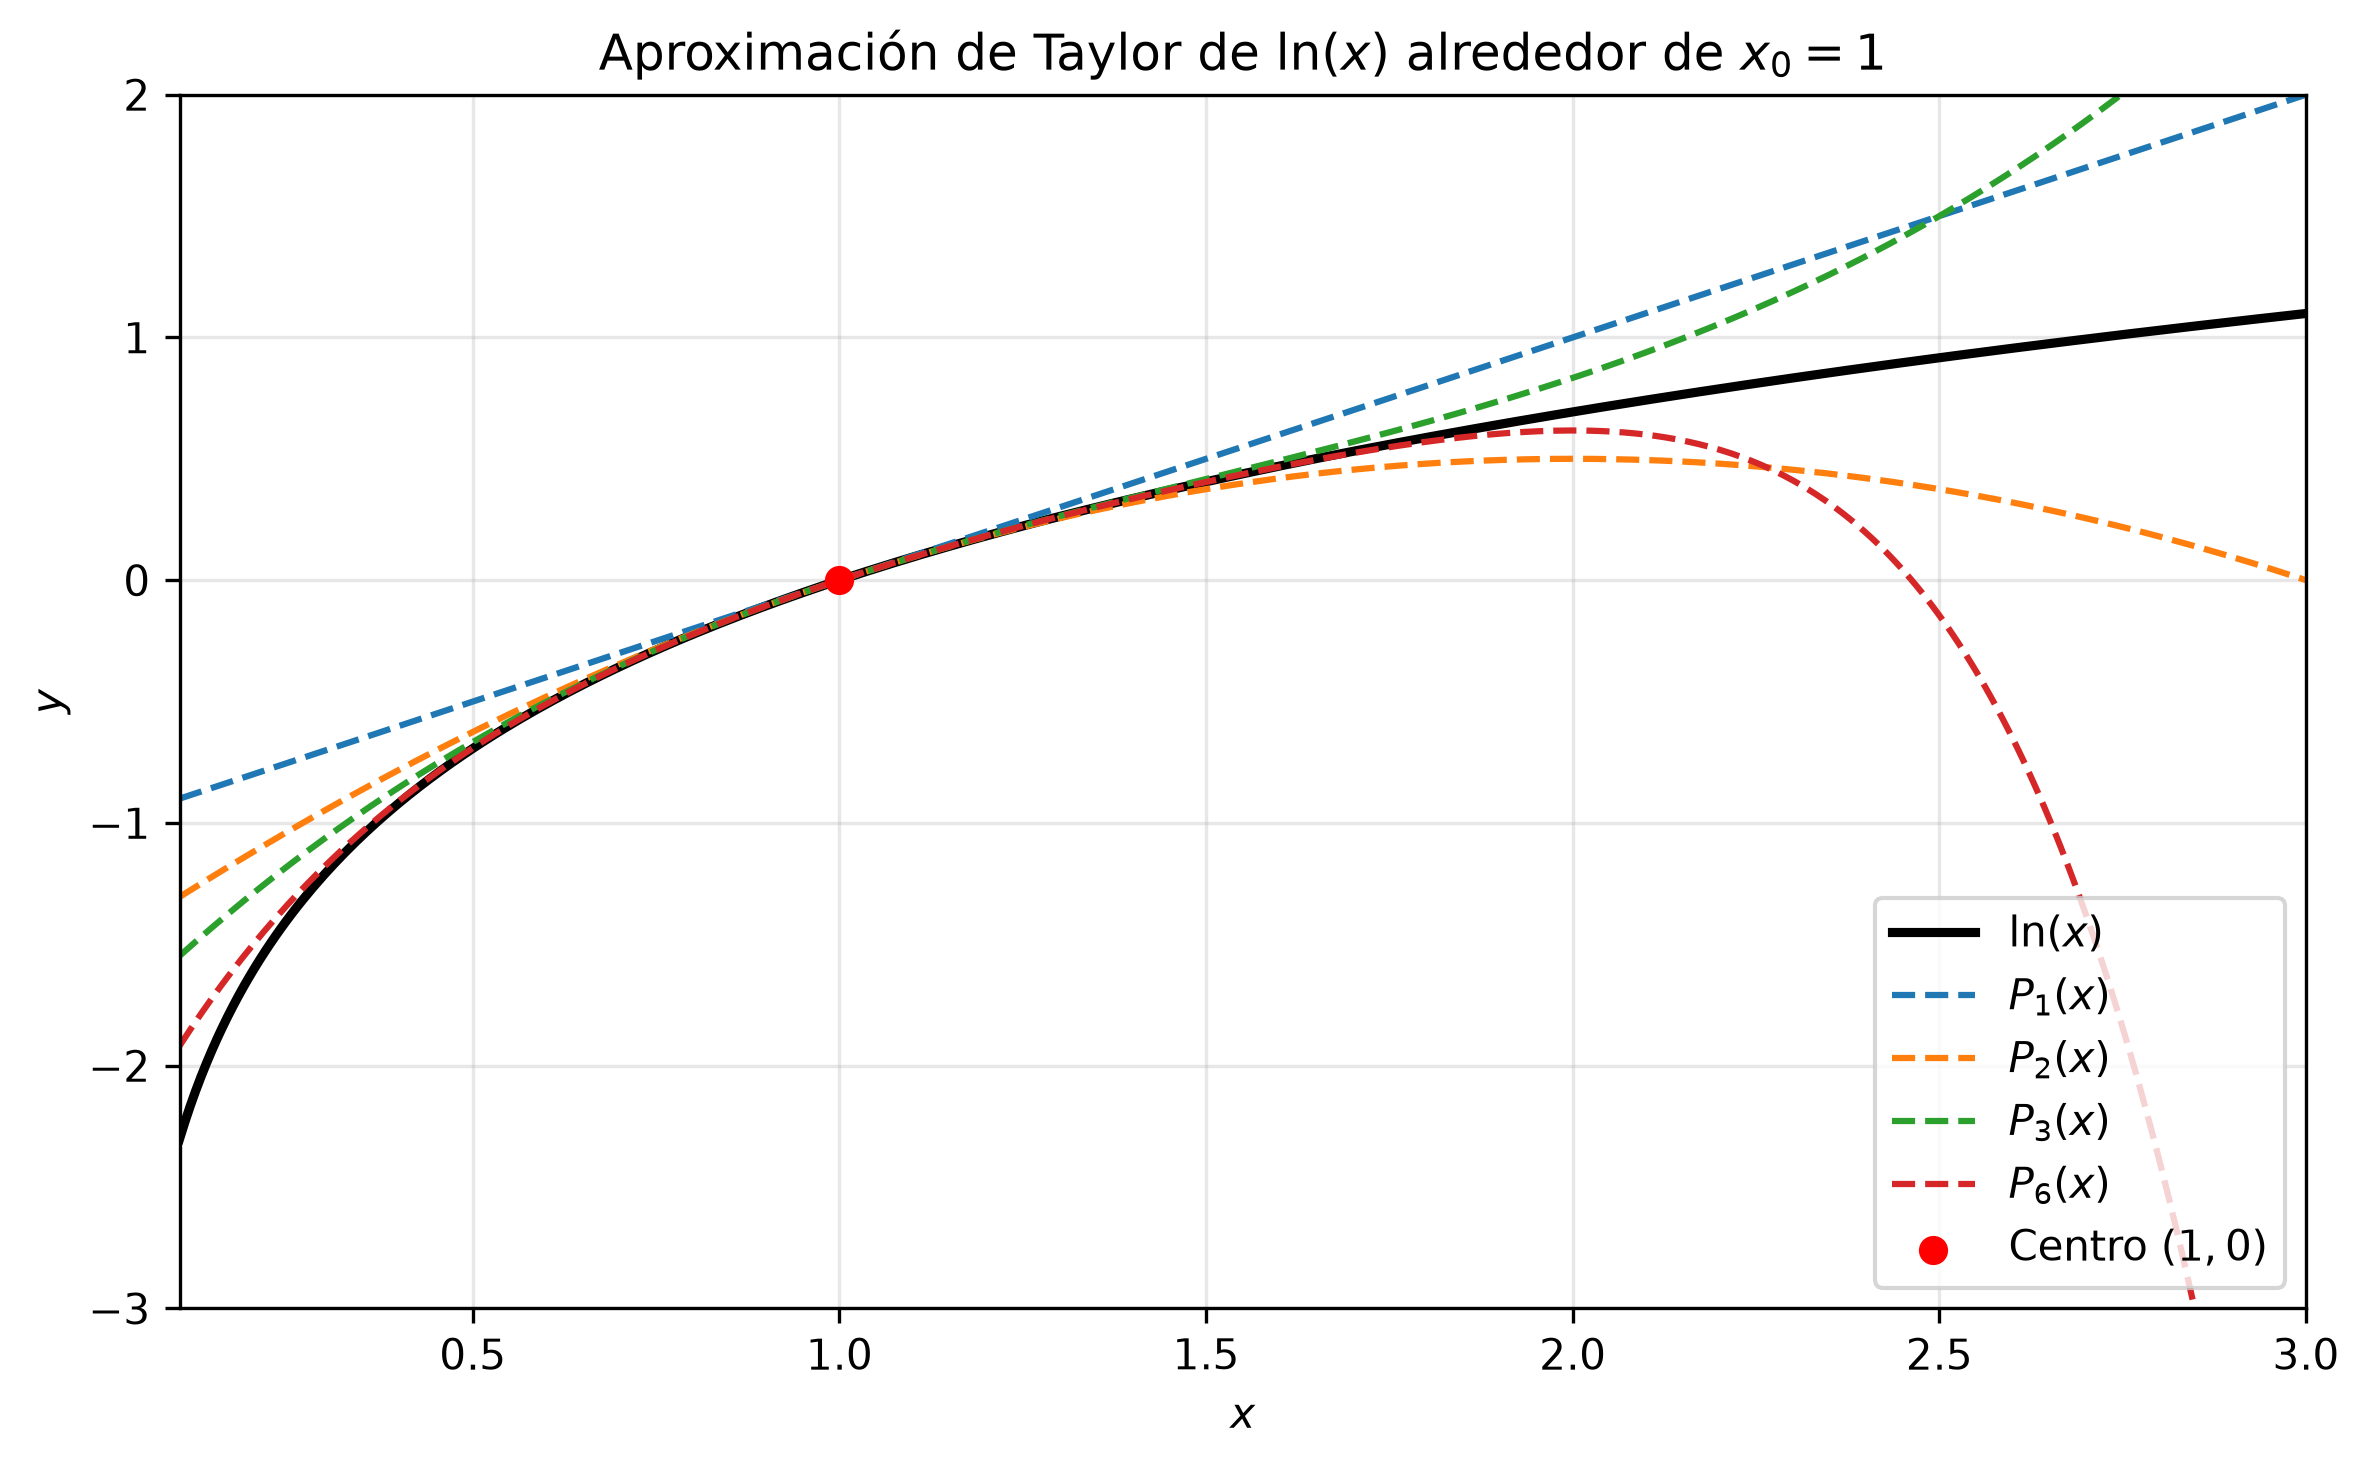 Aproximación de Taylor de ln(x) alrededor de x₀ = 1
2
1
0
−1
−2
−3
y
ln(x)
P₁(x)
P₂(x)
P₃(x)
P₆(x)
Centro (1, 0)
0.5 1.0 1.5 2.0 2.5 3.0
x